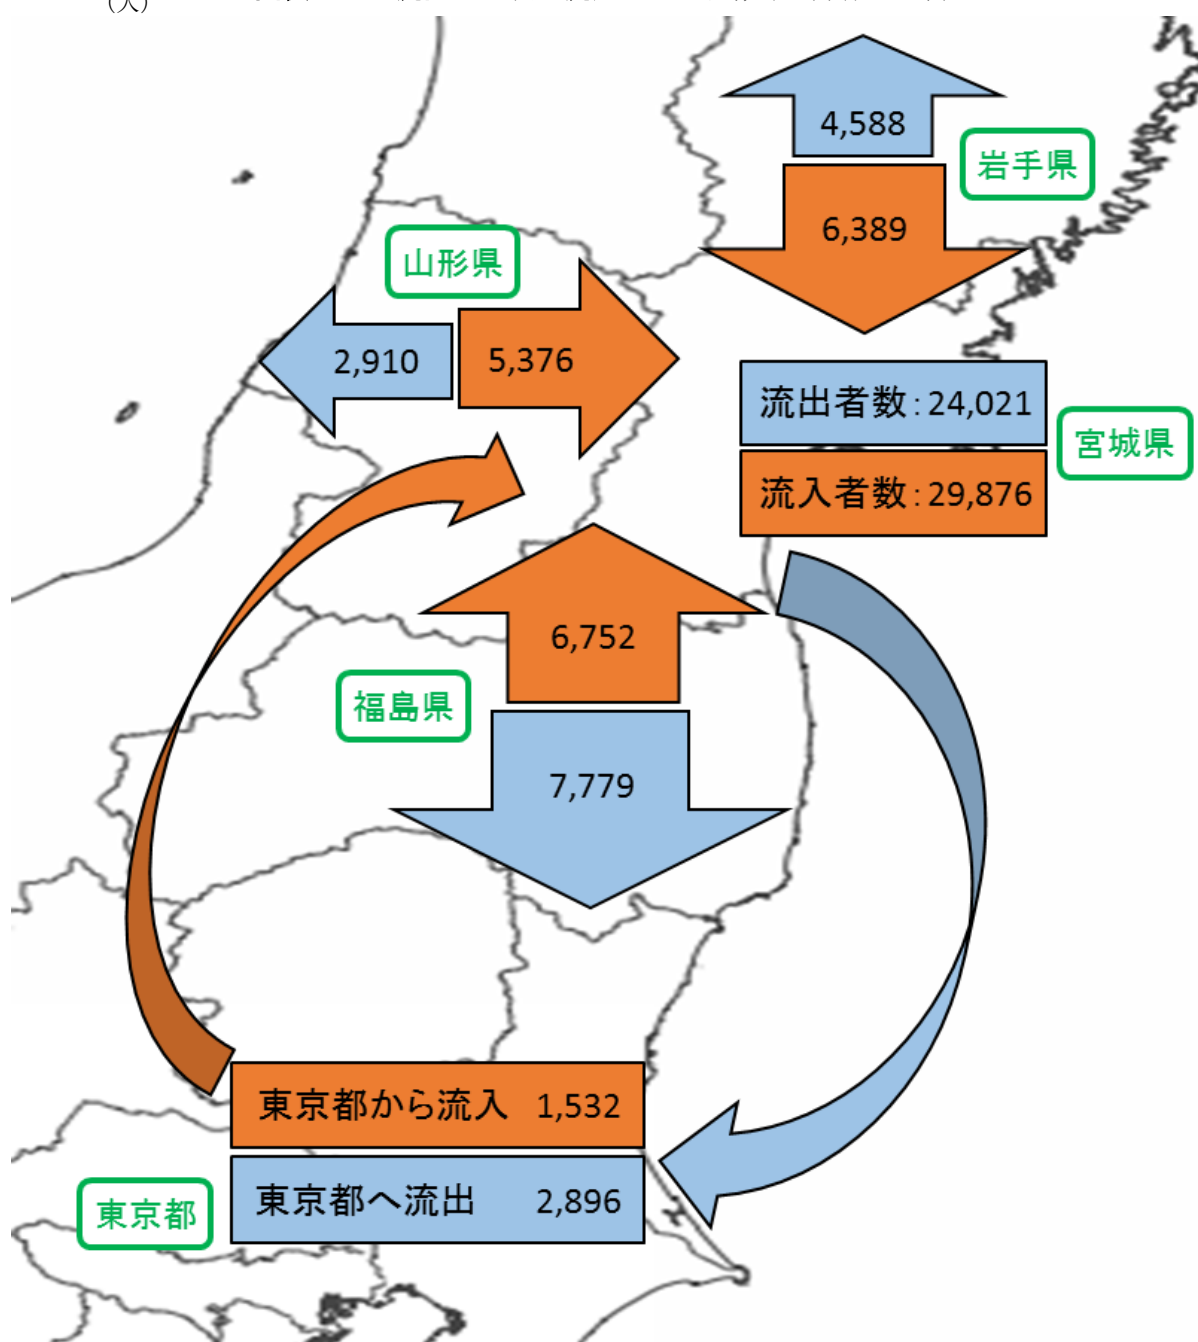 (人)
4,588
岩手県
6,389
山形県
2,910
5,376
流出者数:24,021
宮城県
流入者数:29,876
6,752
福島県
7,779
東京都から流入 1,532
東京都へ流出 2,896
東京都